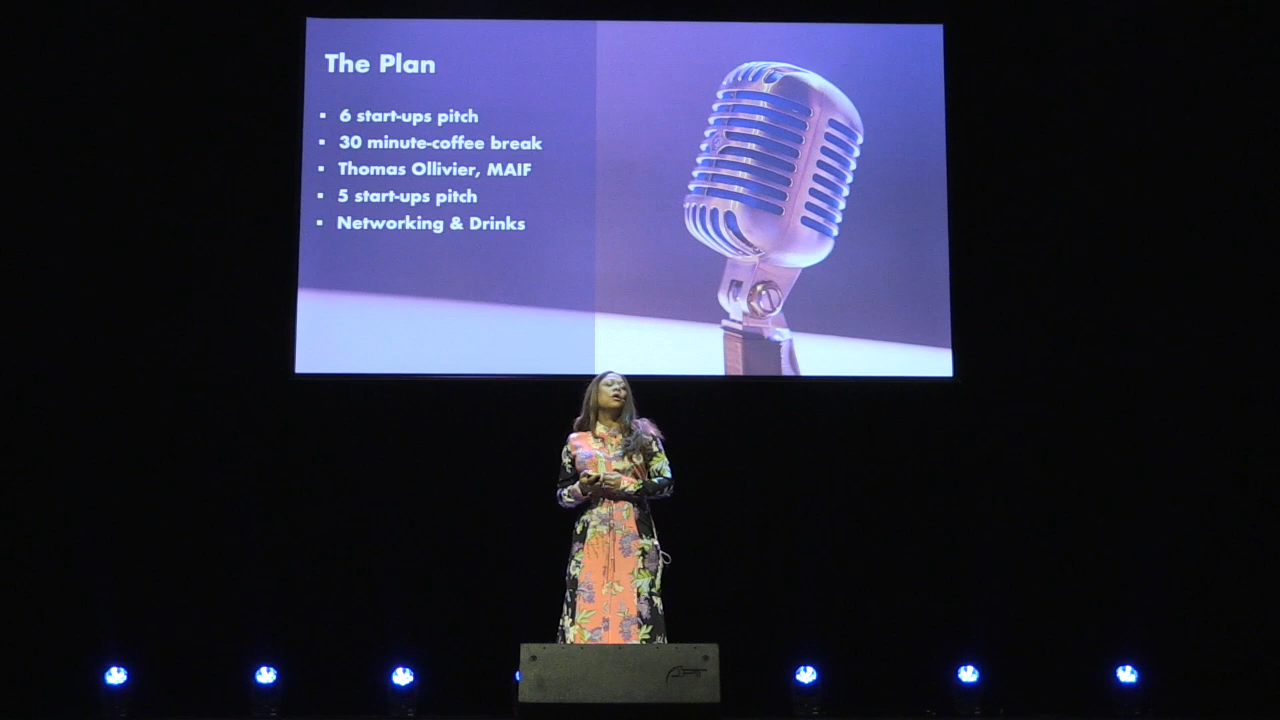 The Plan
▪ 6 start-ups pitch
▪ 30 minute-coffee break
▪ Thomas Ollivier, MAIF
▪ 5 start-ups pitch
▪ Networking & Drinks